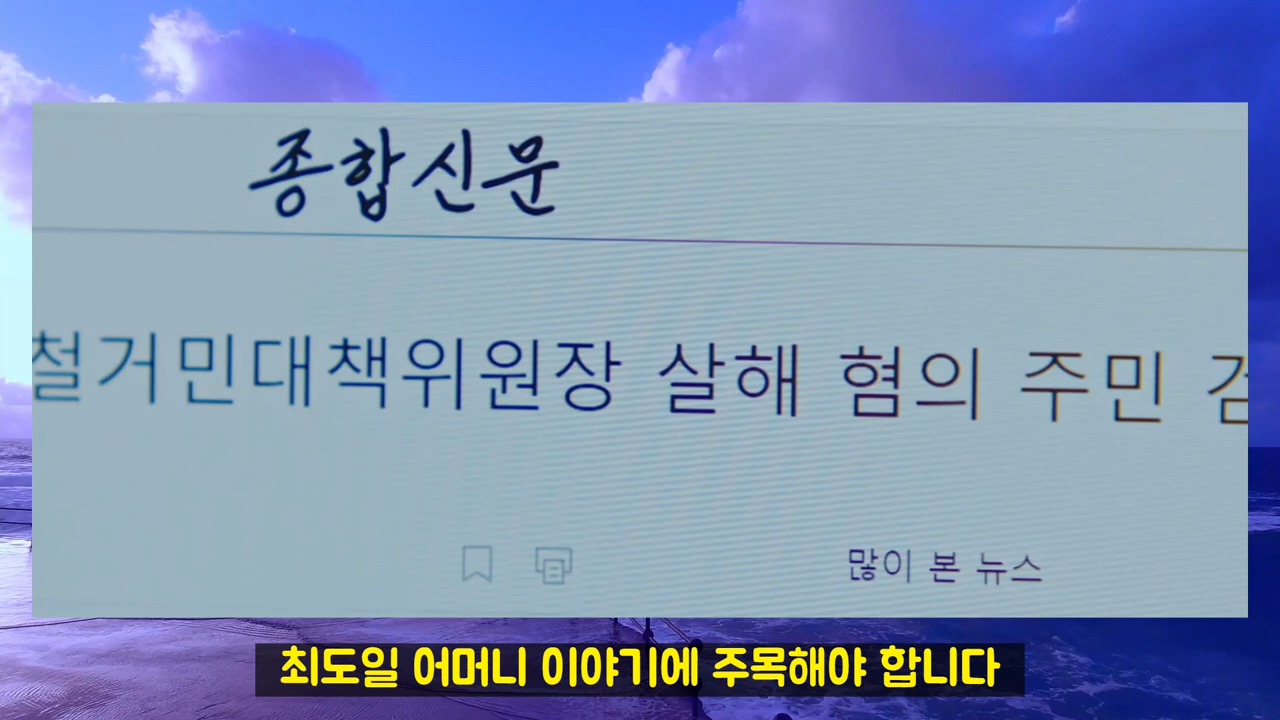 종합신문
철거민대책위원장 살해 혐의 주민
많이 본 뉴스
최도일 어머니 이야기에 주목해야 합니다